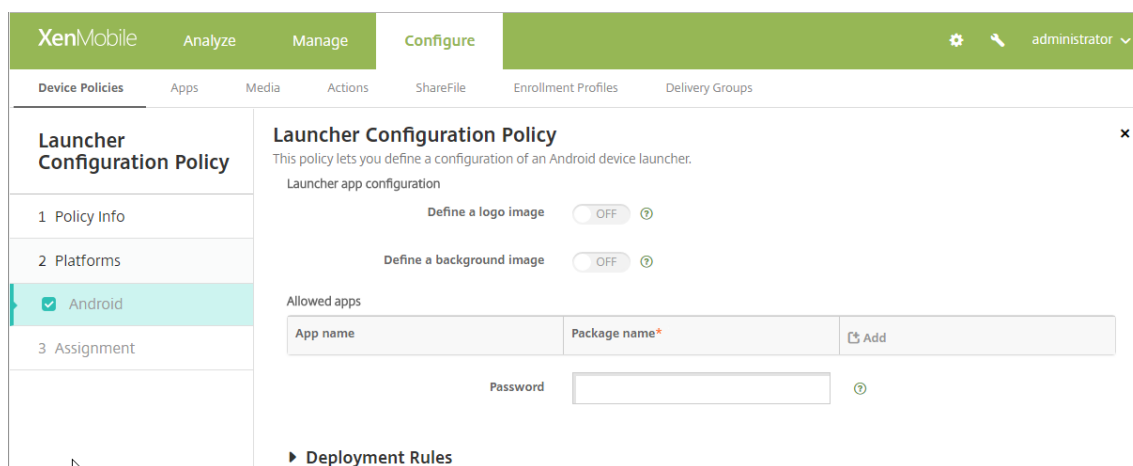 XenMobile Analyze Manage Configure administrator
Device Policies Apps Media Actions ShareFile Enrollment Profiles Delivery Groups
Launcher
Configuration Policy
1 Policy Info
2 Platforms
Android
3 Assignment
Launcher Configuration Policy
This policy lets you define a configuration of an Android device launcher.
Launcher app configuration
Define a logo image OFF ?
Define a background image OFF ?
Allowed apps
App name Package name* Add
Password ?
Deployment Rules